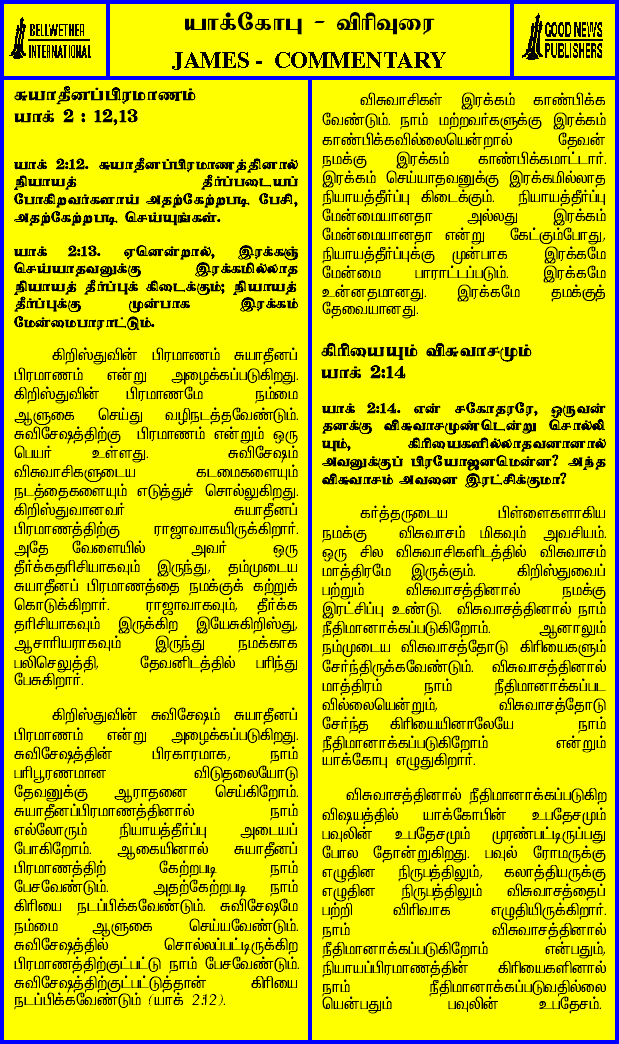 BELLWETHER
INTERNATIONAL
யாக்கோபு - விரிவுரை
JAMES - COMMENTARY
GOOD NEWS
PUBLISHERS
சுயாதீனப்பிரமாணம்
யாக் 2 : 12,13
யாக் 2:12. சுயாதீனப்பிரமாணத்தினால்
நியாயத் தீர்ப்படையப்
போகிறவர்களாய் அதற்கேற்றபடி பேசி,
அதற்கேற்றபடி செய்யுங்கள்.
யாக் 2:13. ஏனென்றால், இரக்கஞ்
செய்யாதவனுக்கு இரக்கமில்லாத
நியாயத் தீர்ப்புக் கிடைக்கும்; நியாயத்
தீர்ப்புக்கு முன்பாக இரக்கம்
மேன்மைபாராட்டும்.
கிறிஸ்துவின் பிரமாணம் சுயாதீனப்
பிரமாணம் என்று அழைக்கப்படுகிறது.
கிறிஸ்துவின் பிரமாணமே நம்மை
ஆளுகை செய்து வழிநடத்தவேண்டும்.
சுவிசேஷத்திற்கு பிரமாணம் என்றும் ஒரு
பெயர் உள்ளது. சுவிசேஷம்
விசுவாசிகளுடைய கடமைகளையும்
நடத்தைகளையும் எடுத்துச் சொல்லுகிறது.
கிறிஸ்துவானவர் சுயாதீனப்
பிரமாணத்திற்கு ராஜாவாகயிருக்கிறார்.
அதே வேளையில் அவர் ஒரு
தீர்க்கதரிசியாகவும் இருந்து, தம்முடைய
சுயாதீனப் பிரமாணத்தை நமக்குக் கற்றுக்
கொடுக்கிறார். ராஜாவாகவும், தீர்க்க
தரிசியாகவும் இருக்கிற இயேசுகிறிஸ்து,
ஆசாரியராகவும் இருந்து நமக்காக
பலிசெலுத்தி, தேவனிடத்தில் பரிந்து
பேசுகிறார்.
கிறிஸ்துவின் சுவிசேஷம் சுயாதீனப்
பிரமாணம் என்று அழைக்கப்படுகிறது.
சுவிசேஷத்தின் பிரகாரமாக, நாம்
பரிபூரணமான விடுதலையோடு
தேவனுக்கு ஆராதனை செய்கிறோம்.
சுயாதீனப்பிரமாணத்தினால் நாம்
எல்லோரும் நியாயத்தீர்ப்பு அடையப்
போகிறோம். ஆகையினால் சுயாதீனப்
பிரமாணத்திற் கேற்றபடி நாம்
பேசவேண்டும். அதற்கேற்றபடி நாம்
கிரியை நடப்பிக்கவேண்டும். சுவிசேஷமே
நம்மை ஆளுகை செய்யவேண்டும்.
சுவிசேஷத்தில் சொல்லப்பட்டிருக்கிற
பிரமாணத்திற்குட்பட்டு நாம் பேசவேண்டும்.
சுவிசேஷத்திற்குட்பட்டுத்தான் கிரியை
நடப்பிக்கவேண்டும் (யாக் 2:12).
விசுவாசிகள் இரக்கம் காண்பிக்க
வேண்டும். நாம் மற்றவர்களுக்கு இரக்கம்
காண்பிக்கவில்லையென்றால் தேவன்
நமக்கு இரக்கம் காண்பிக்கமாட்டார்.
இரக்கம் செய்யாதவனுக்கு இரக்கமில்லாத
நியாயத்தீர்ப்பு கிடைக்கும். நியாயத்தீர்ப்பு
மேன்மையானதா அல்லது இரக்கம்
மேன்மையானதா என்று கேட்கும்போது,
நியாயத்தீர்ப்புக்கு முன்பாக இரக்கமே
மேன்மை பாராட்டப்படும். இரக்கமே
உன்னதமானது. இரக்கமே தமக்குத்
தேவையானது.
கிரியையும் விசுவாசமும்
யாக் 2:14
யாக் 2:14. என் சகோதரரே, ஒருவன்
தனக்கு விசுவாசமுண்டென்று சொல்லி
யும், கிரியைகளில்லாதவனானால்
அவனுக்குப் பிரயோஜனமென்ன? அந்த
விசுவாசம் அவனை இரட்சிக்குமா?
கர்த்தருடைய பிள்ளைகளாகிய
நமக்கு விசுவாசம் மிகவும் அவசியம்.
ஒரு சில விசுவாசிகளிடத்தில் விசுவாசம்
மாத்திரமே இருக்கும். கிறிஸ்துவைப்
பற்றும் விசுவாசத்தினால் நமக்கு
இரட்சிப்பு உண்டு. விசுவாசத்தினால் நாம்
நீதிமானாக்கப்படுகிறோம். ஆனாலும்
நம்முடைய விசுவாசத்தோடு கிரியைகளும்
சேர்ந்திருக்கவேண்டும். விசுவாசத்தினால்
மாத்திரம் நாம் நீதிமானாக்கப்பட
வில்லையென்றும், விசுவாசத்தோடு
சேர்ந்த கிரியையினாலேயே நாம்
நீதிமானாக்கப்படுகிறோம் என்றும்
யாக்கோபு எழுதுகிறார்.
விசுவாசத்தினால் நீதிமானாக்கப்படுகிற
விஷயத்தில் யாக்கோபின் உபதேசமும்
பவுலின் உபதேசமும் முரண்பட்டிருப்பது
போல தோன்றுகிறது. பவுல் ரோமருக்கு
எழுதின நிருபத்திலும், கலாத்தியருக்கு
எழுதின நிருபத்திலும் விசுவாசத்தைப்
பற்றி விரிவாக எழுதியிருக்கிறார்.
நாம் விசுவாசத்தினால்
நீதிமானாக்கப்படுகிறோம் என்பதும்,
நியாயப்பிரமாணத்தின் கிரியைகளினால்
நாம் நீதிமானாக்கப்படுவதில்லை
யென்பதும் பவுலின் உபதேசம்.